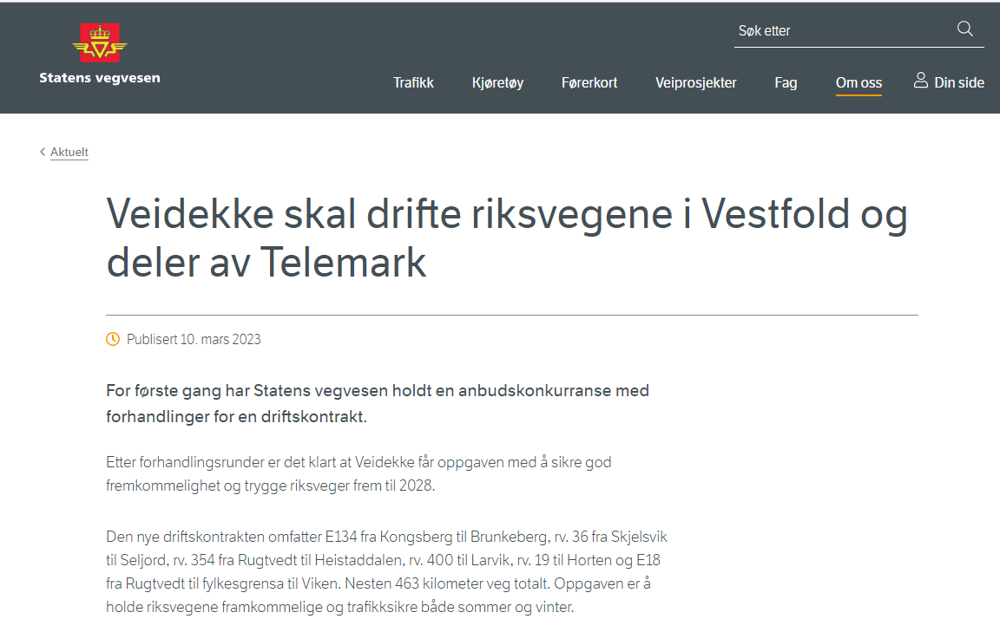 Søk etter
Statens vegvesen
Trafikk Kjøretøy Førerkort Veiprosjekter Fag Om oss Din side
Aktuelt
Veidekke skal drifte riksvegene i Vestfold og
deler av Telemark
Publisert 10. mars 2023
For første gang har Statens vegvesen holdt en anbudskonkurranse med
forhandlinger for en driftskontrakt.
Etter forhandlingsrunder er det klart at Veidekke får oppgaven med å sikre god
fremkommelighet og trygge riksveger frem til 2028.
Den nye driftskontrakten omfatter E134 fra Kongsberg til Brunkeberg, rv. 36 fra Skjelsvik
til Seljord, rv. 354 fra Rugtvedt til Heistaddalen, rv. 400 til Larvik, rv. 19 til Horten og E18
fra Rugtvedt til fylkesgrensa til Viken. Nesten 463 kilometer veg totalt. Oppgaven er å
holde riksvegene framkommelige og trafikksikre både sommer og vinter.